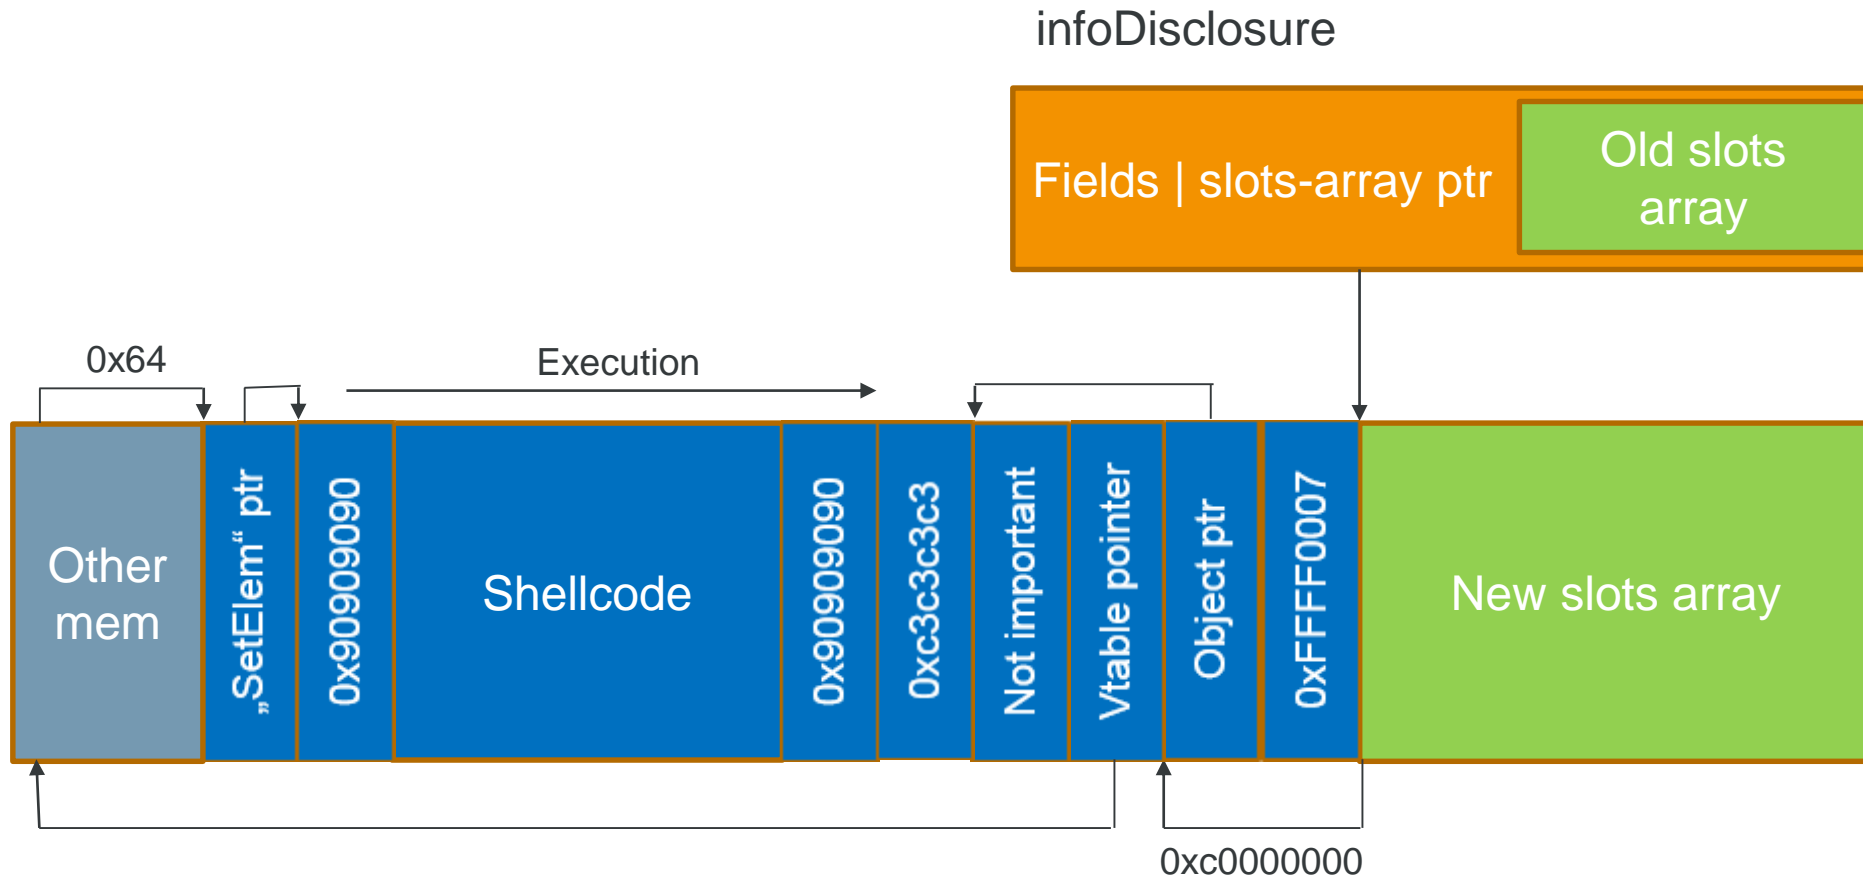 infoDisclosure
Fields | slots-array ptr
Old slots
array
0x64
Execution
Other
mem
„SetElem“ ptr
0x90909090
Shellcode
0x90909090
0xc3c3c3c3
Not important
Vtable pointer
Object ptr
0xFFFF0007
New slots array
0xc0000000